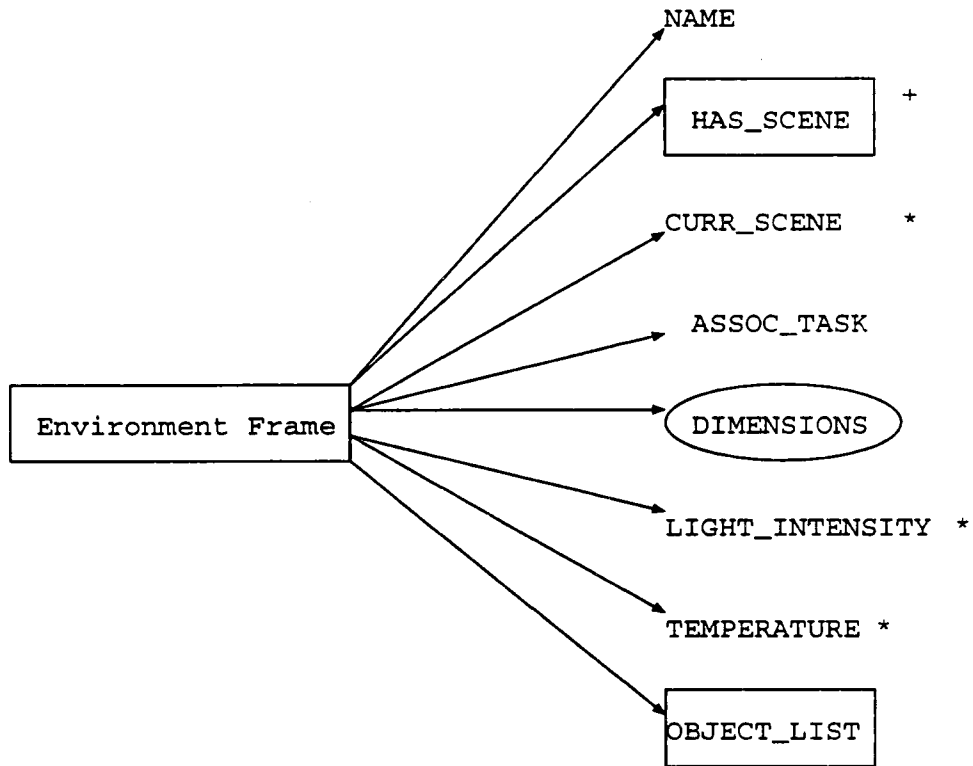 NAME
HAS_SCENE +
CURR_SCENE *
ASSOC_TASK
Environment Frame
DIMENSIONS
LIGHT_INTENSITY *
TEMPERATURE *
OBJECT_LIST